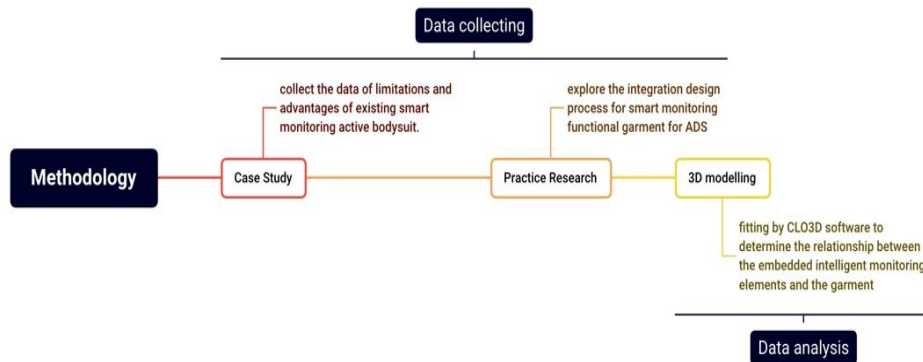 Data collecting
collect the data of limitations and
advantages of existing smart
monitoring active bodysuit.
explore the integration design
process for smart monitoring
functional garment for ADS
Methodology
Case Study
Practice Research
3D modelling
fitting by CLO3D software to
determine the relationship between
the embedded intelligent monitoring
elements and the garment
Data analysis